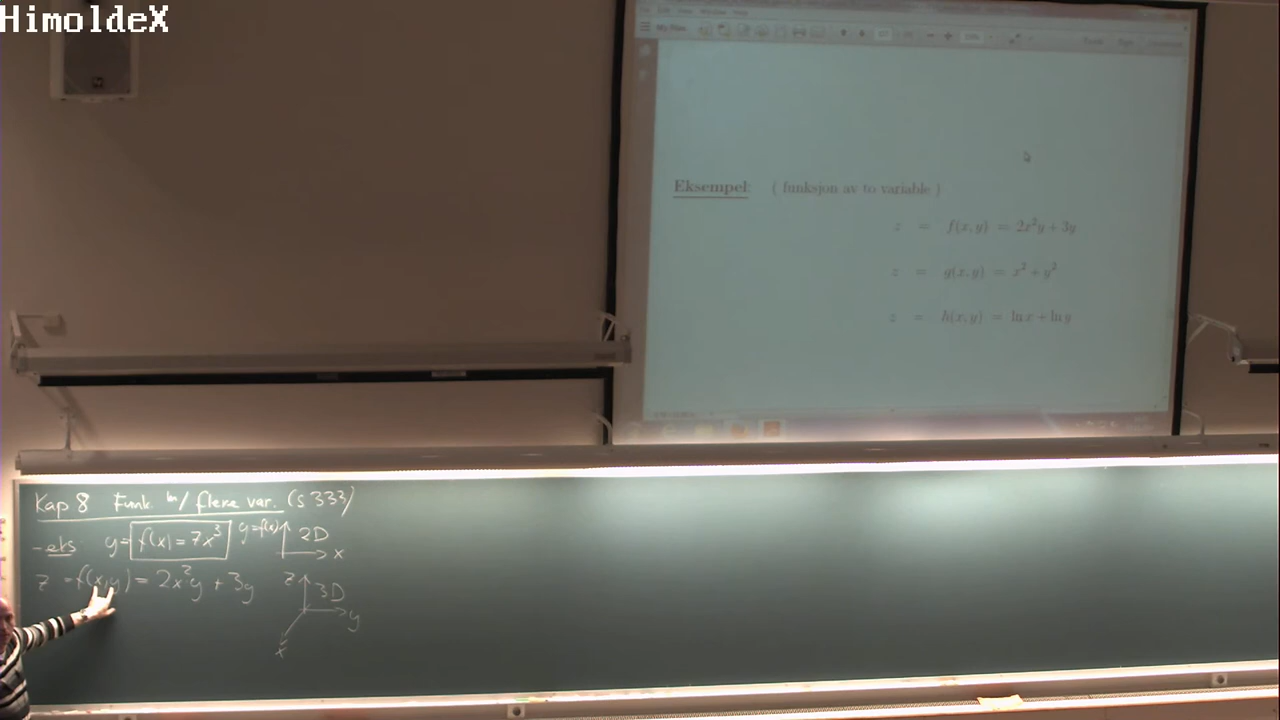 HimoldeX
Eksempel: ( funksjon av to variable )
z = f(x, y) = 2x²y + 3y
z = g(x, y) = x² + y²
z = h(x, y) = ln x + ln y
Kap 8 Funk. m/ flere var. (s 333)
- eks y = f(x) = 7x³ y=f(x) 2D x
z = f(x,y) = 2x²y + 3y z 3D y
x